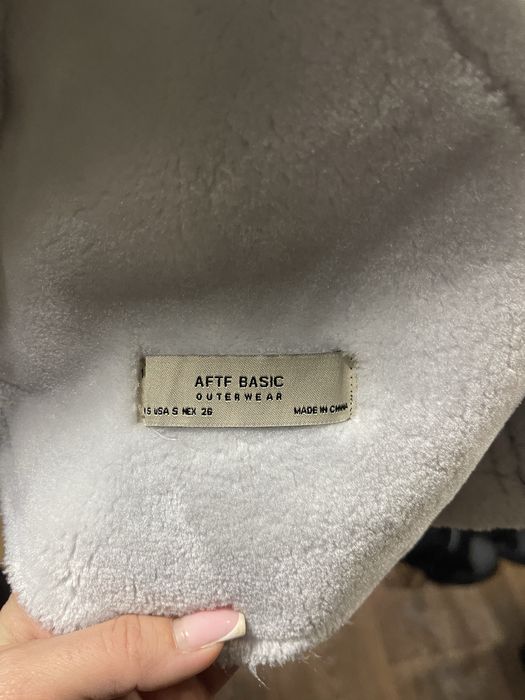 AFTF BASIC
OUTERWEAR
USA S MEX 26 MADE IN CHINA